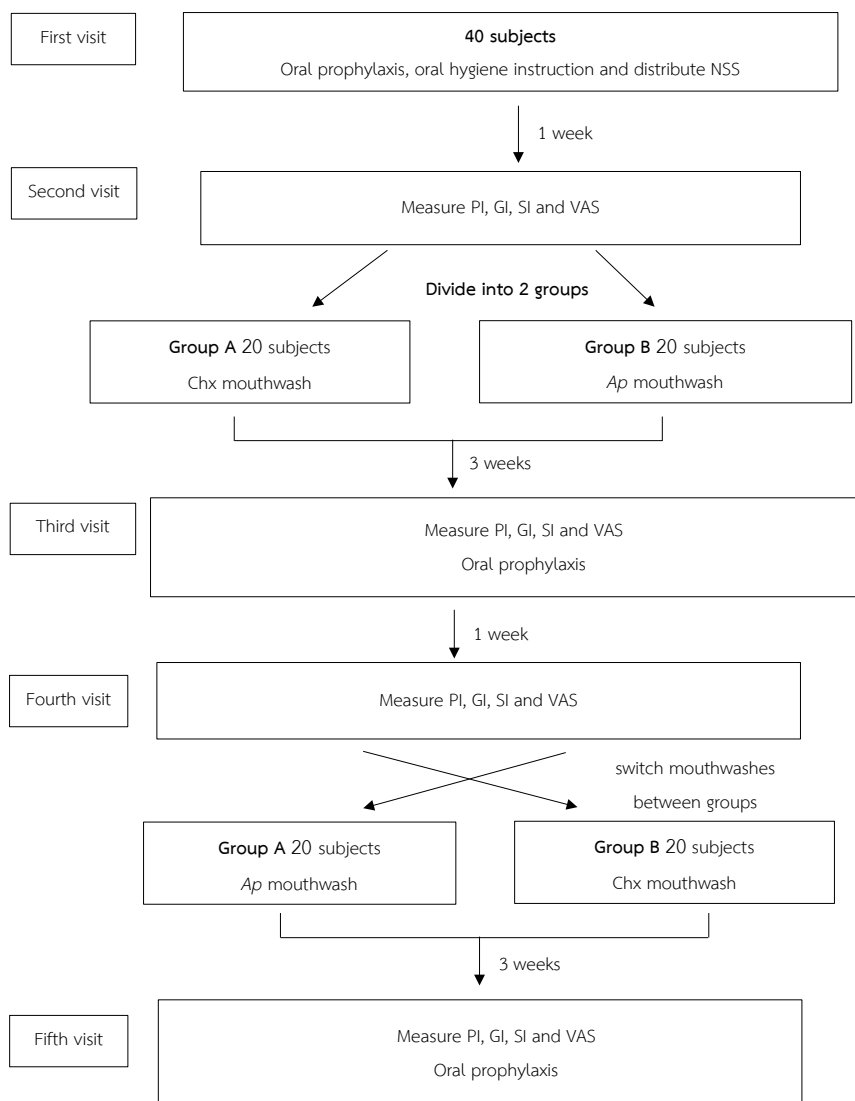 First visit
40 subjects
Oral prophylaxis, oral hygiene instruction and distribute NSS
1 week
Second visit
Measure PI, GI, SI and VAS
Divide into 2 groups
Group A 20 subjects
Chx mouthwash
Group B 20 subjects
Ap mouthwash
3 weeks
Third visit
Measure PI, GI, SI and VAS
Oral prophylaxis
1 week
Fourth visit
Measure PI, GI, SI and VAS
switch mouthwashes
between groups
Group A 20 subjects
Ap mouthwash
Group B 20 subjects
Chx mouthwash
3 weeks
Fifth visit
Measure PI, GI, SI and VAS
Oral prophylaxis